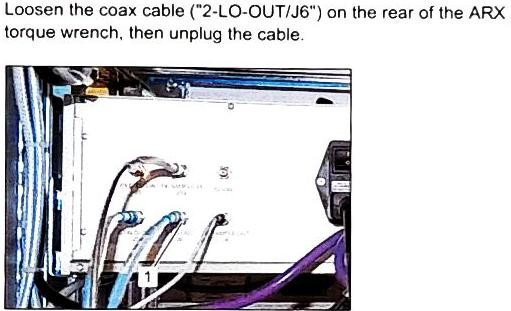 Loosen the coax cable ("2-LO-OUT/J6") on the rear of the ARX
torque wrench, then unplug the cable.
1